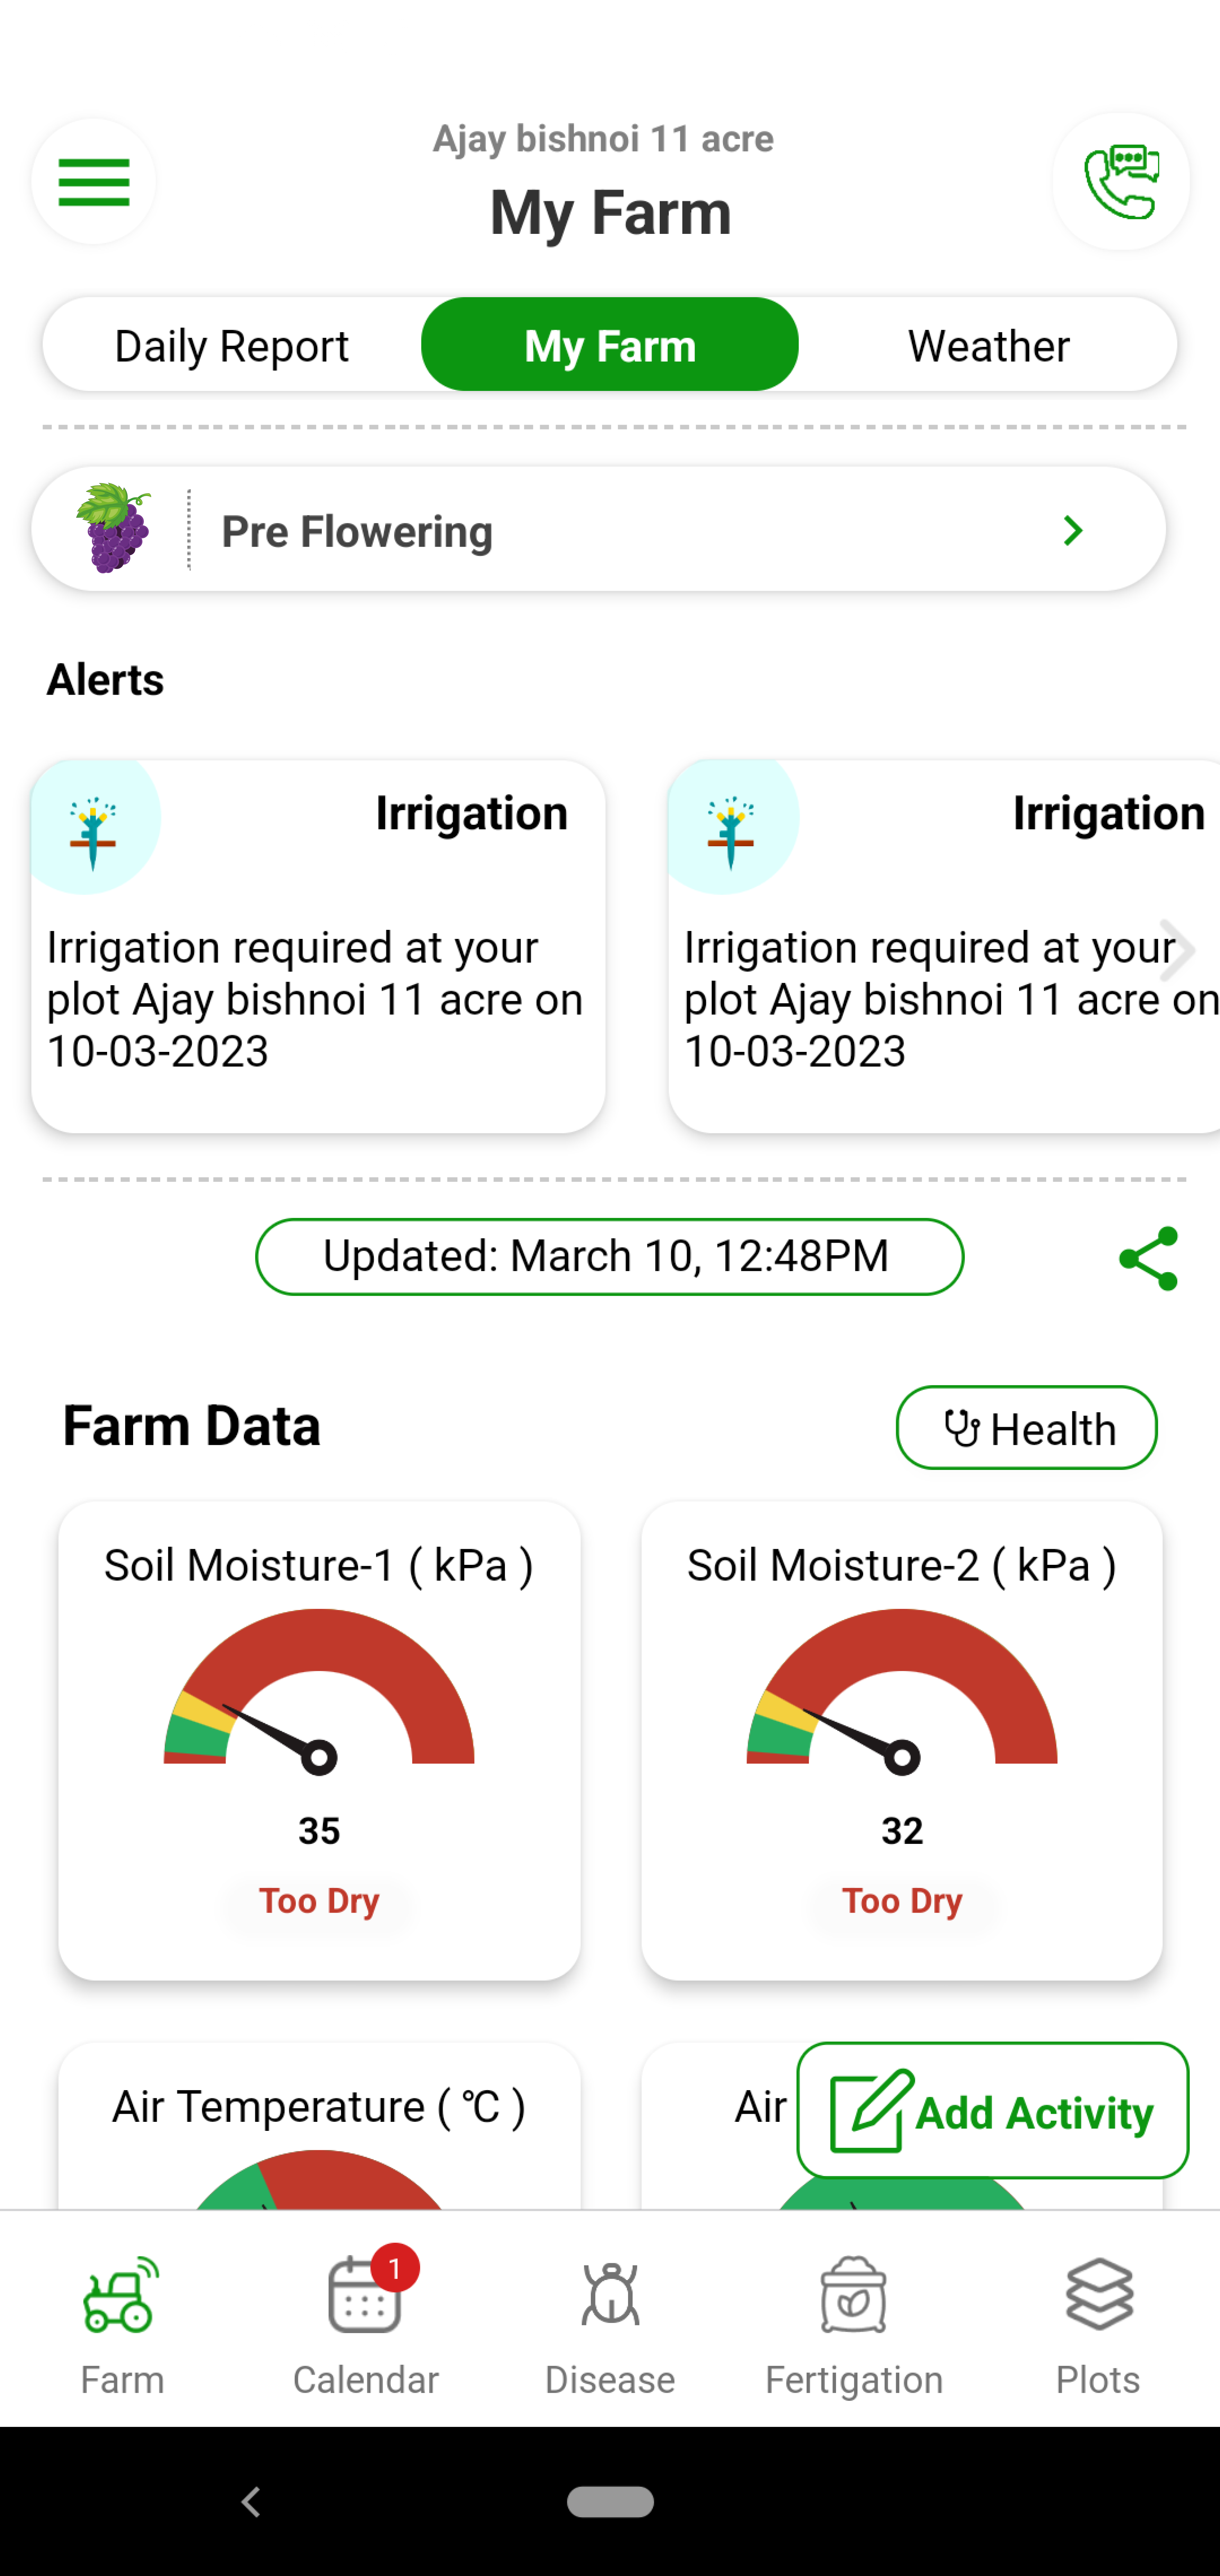 Ajay bishnoi 11 acre
My Farm
Daily Report
My Farm
Weather
Pre Flowering
Alerts
Irrigation
Irrigation required at your
plot Ajay bishnoi 11 acre on
10-03-2023
Irrigation
Irrigation required at your
plot Ajay bishnoi 11 acre on
10-03-2023
Updated: March 10, 12:48PM
Farm Data
Health
Soil Moisture-1 ( kPa )
35
Too Dry
Soil Moisture-2 ( kPa )
32
Too Dry
Air Temperature ( °C )
Air
Add Activity
Farm
1
Calendar
Disease
Fertigation
Plots